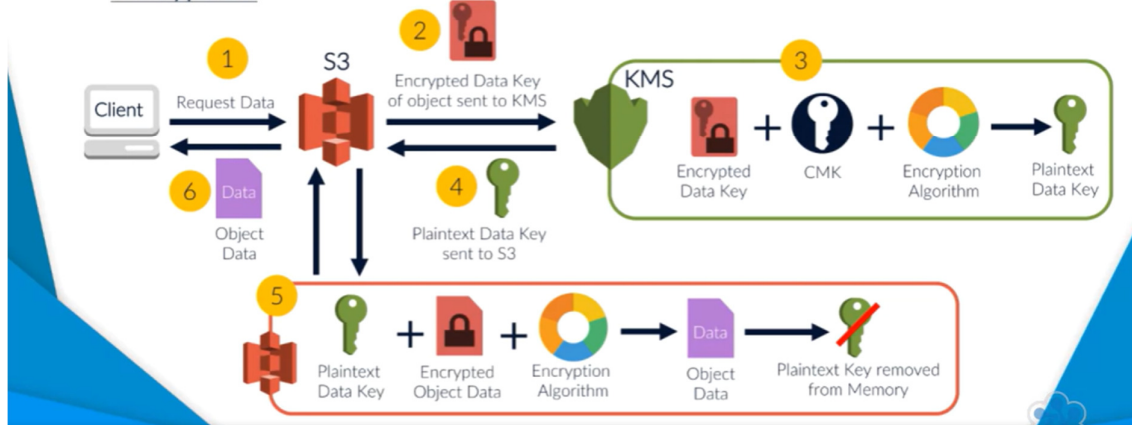 1
2
3
S3
KMS
Client
Request Data
Encrypted Data Key
of object sent to KMS
Encrypted
Data Key
CMK
Encryption
Algorithm
Plaintext
Data Key
4
Plaintext Data Key
sent to S3
6
Data
Object
Data
5
Plaintext
Data Key
Encrypted
Object Data
Encryption
Algorithm
Data
Object
Data
Plaintext Key removed
from Memory